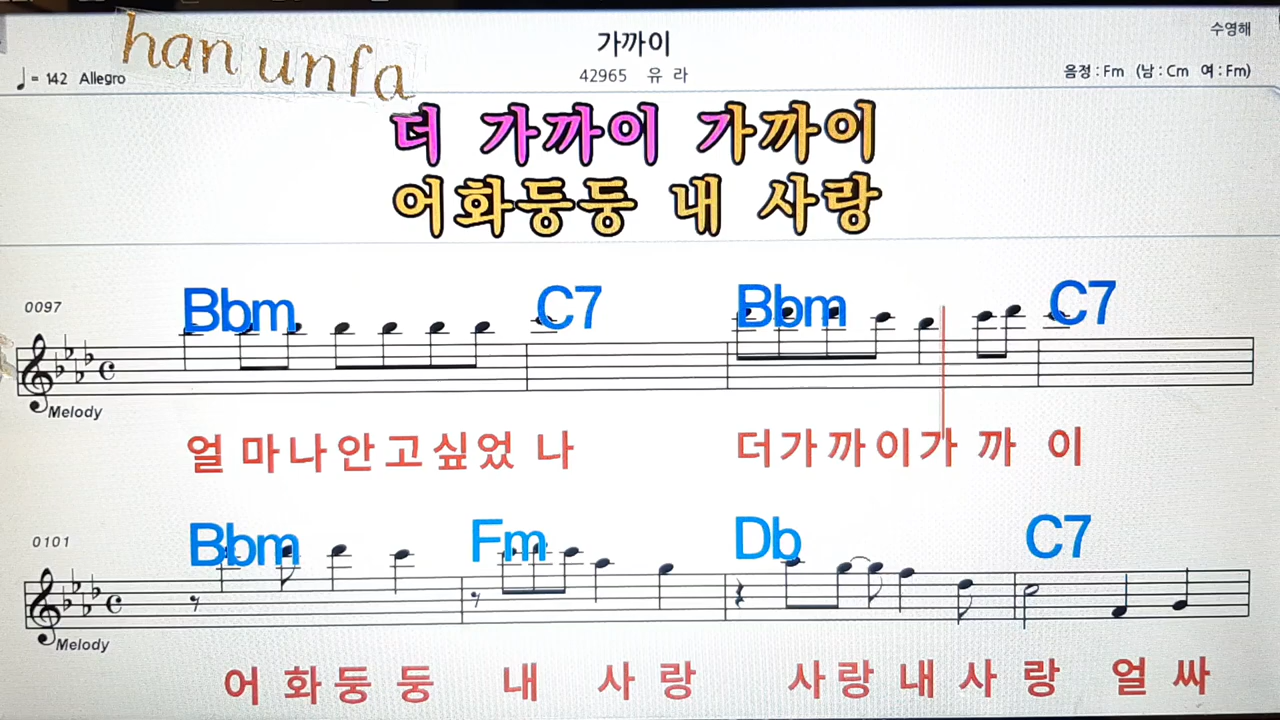 han unfa
가까이
수영해
♩= 142 Allegro
42965 유 라
음정 : Fm (남 : Cm 여 : Fm)
더 가까이 가까이
어화둥둥 내 사랑
0097
Bbm C7 Bbm C7
Melody
얼 마나안고싶었 나 더가까이가 까 이
0101
Bbm Fm Db C7
Melody
어 화둥 둥 내 사 랑 사랑내사 랑 얼 싸